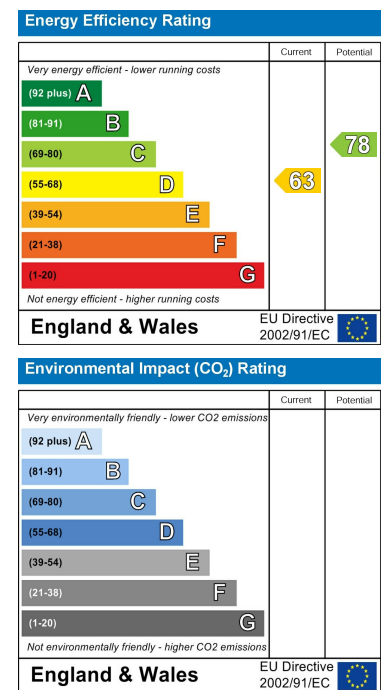 Energy Efficiency Rating
Current Potential
Very energy efficient - lower running costs
(92 plus) A
(81-91) B
(69-80) C
78
(55-68) D
63
(39-54) E
(21-38) F
(1-20) G
Not energy efficient - higher running costs
England & Wales
EU Directive
2002/91/EC
Environmental Impact (CO₂) Rating
Current Potential
Very environmentally friendly - lower CO2 emissions
(92 plus) A
(81-91) B
(69-80) C
(55-68) D
(39-54) E
(21-38) F
(1-20) G
Not environmentally friendly - higher CO2 emissions
England & Wales
EU Directive
2002/91/EC